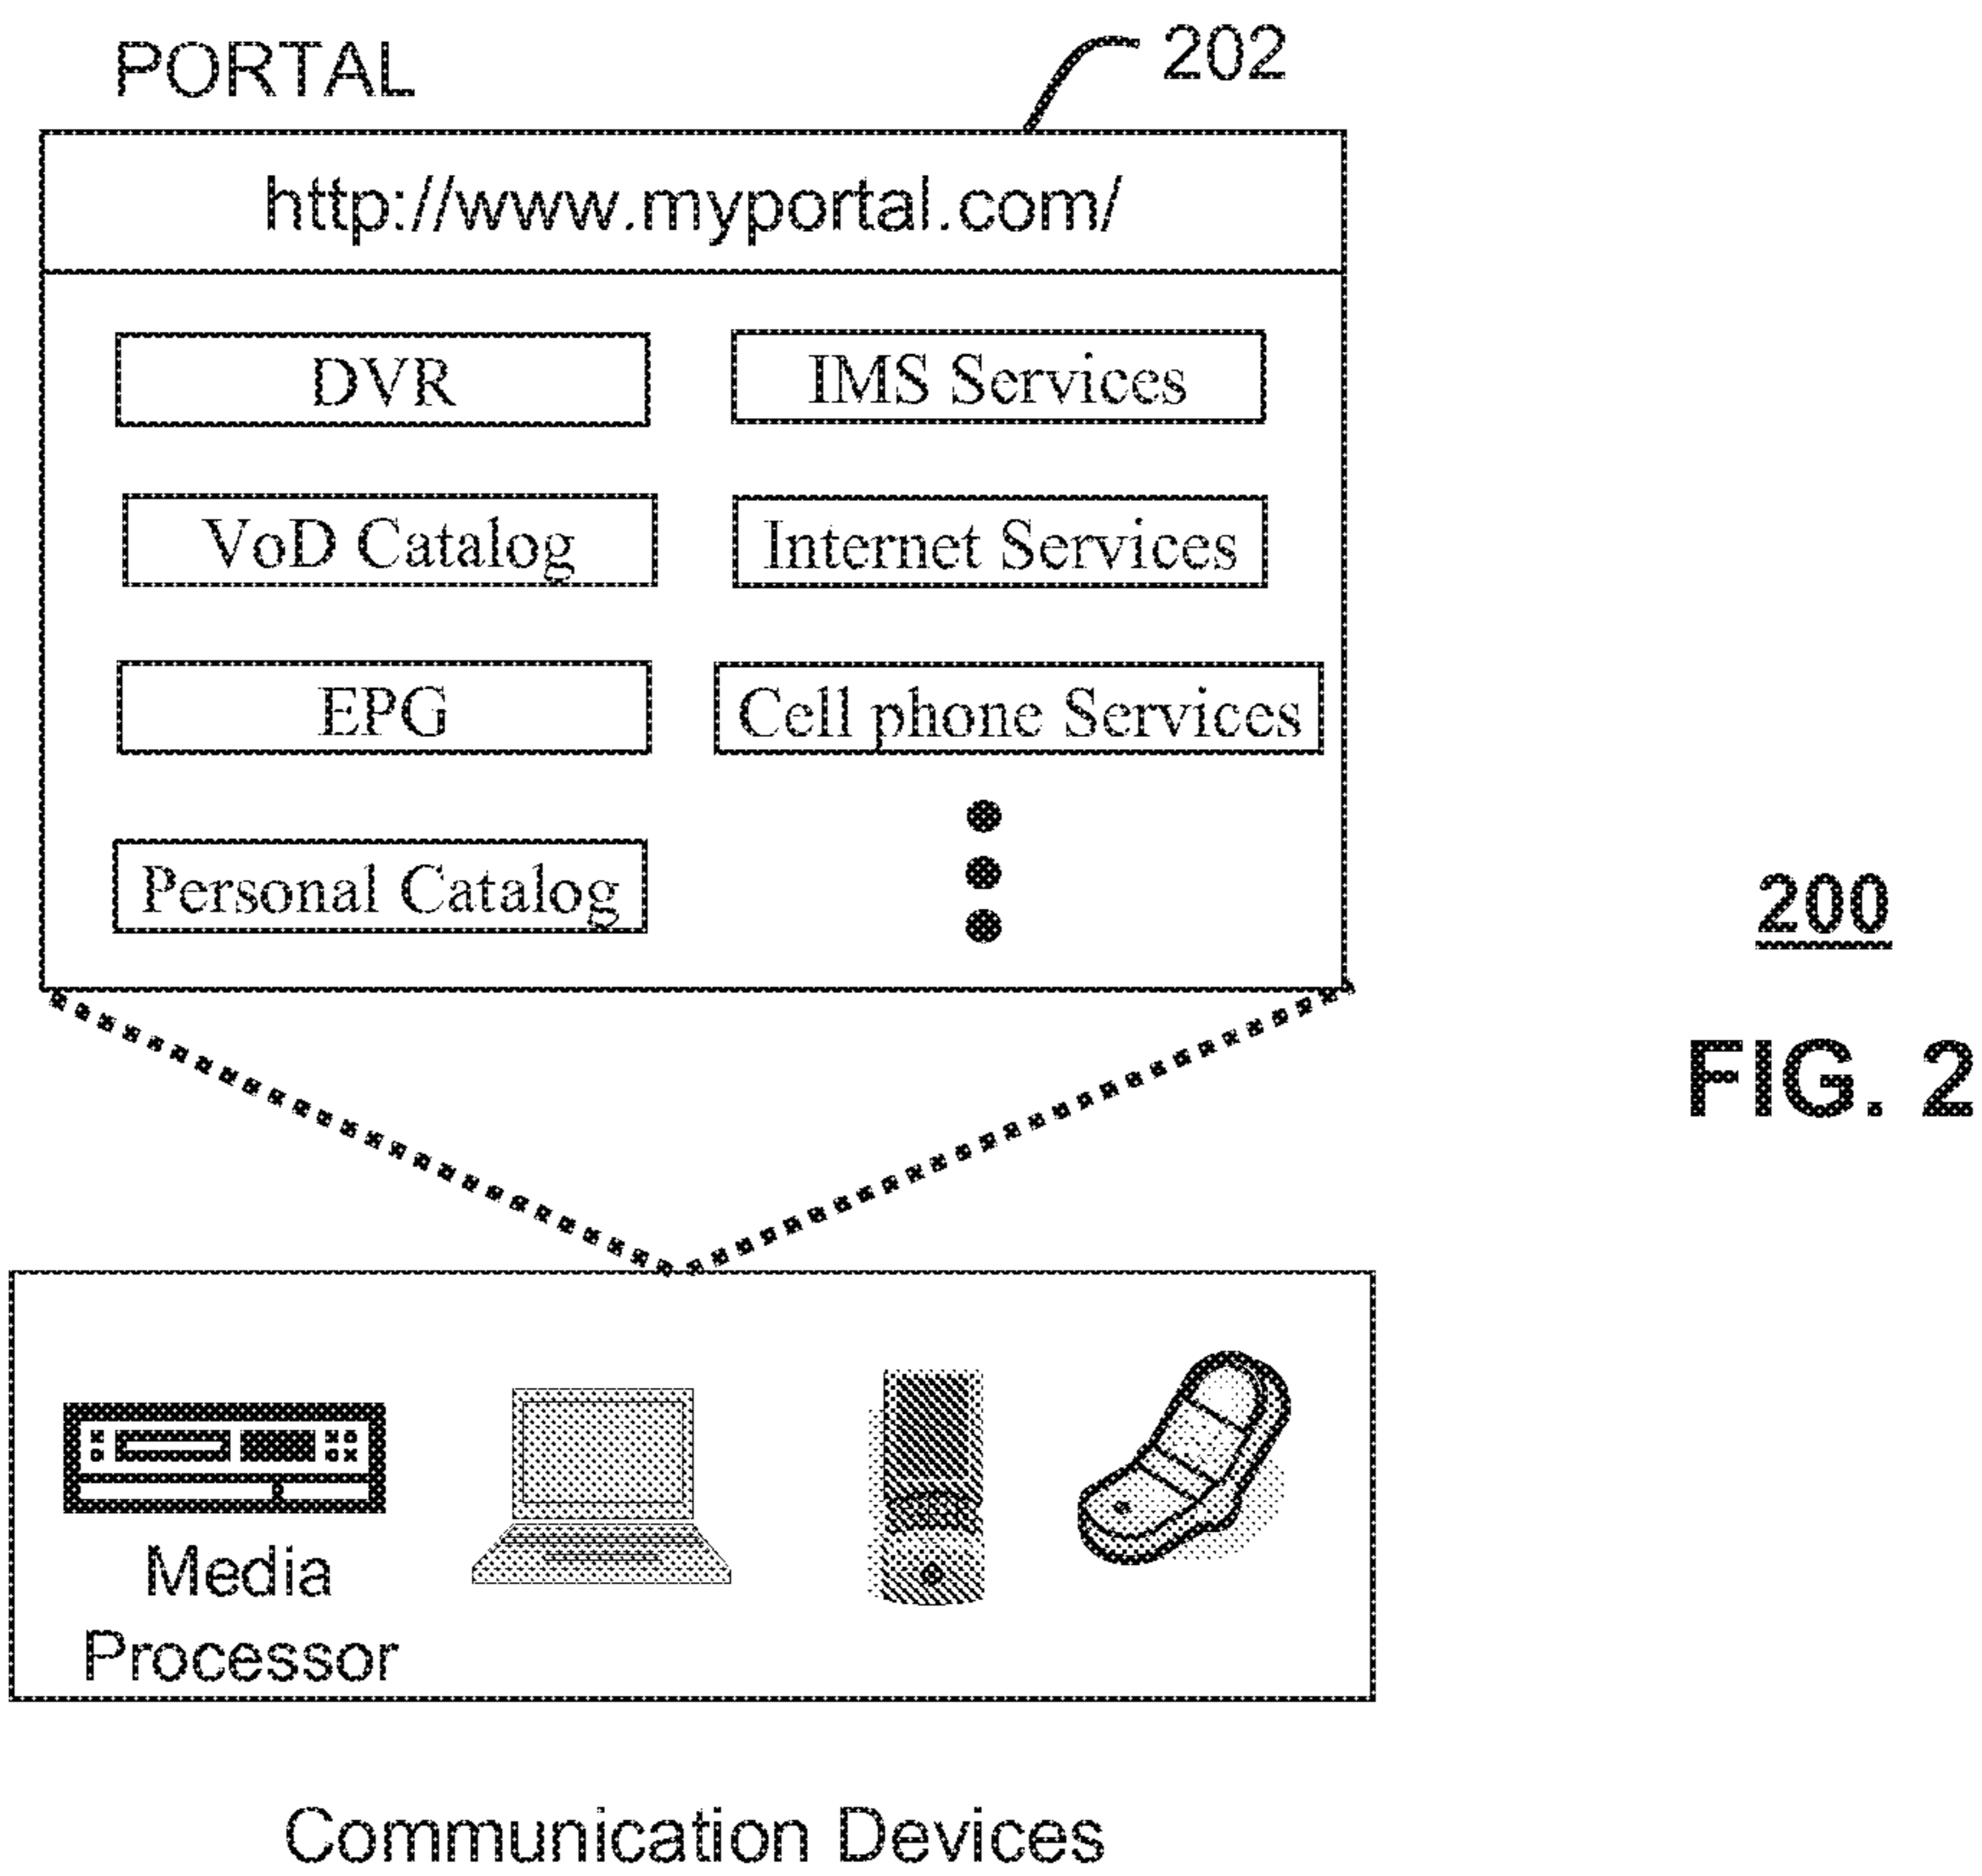 PORTAL
202
http://www.myportal.com/
DVR
IMS Services
VoD Catalog
Internet Services
EPG
Cell phone Services
Personal Catalog
200
FIG. 2
Media
Processor
Communication Devices